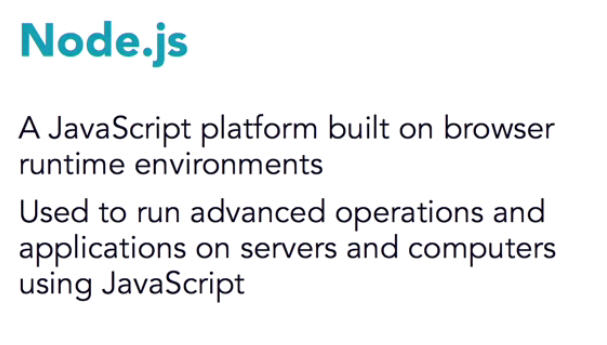 Node.js
A JavaScript platform built on browser
runtime environments
Used to run advanced operations and
applications on servers and computers
using JavaScript